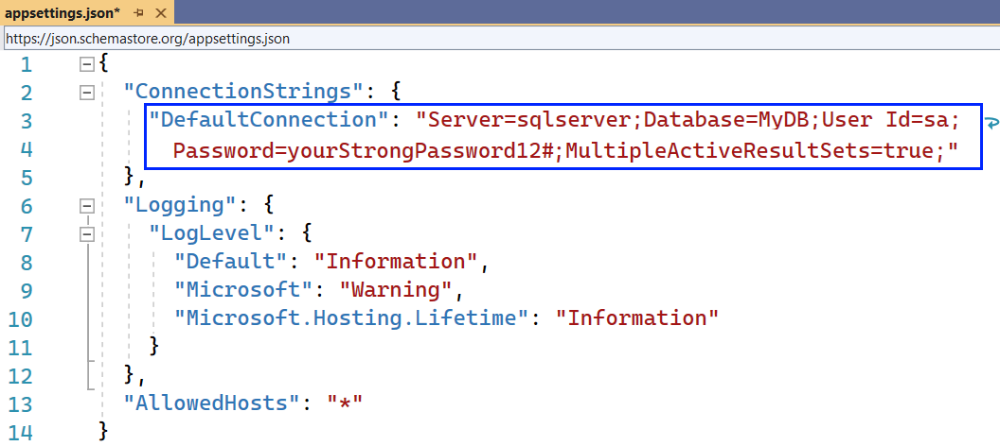 appsettings.json*
https://json.schemastore.org/appsettings.json
1 {
2 "ConnectionStrings": {
3 "DefaultConnection": "Server=sqlserver;Database=MyDB;User Id=sa;
4 Password=yourStrongPassword12#;MultipleActiveResultSets=true;"
5 },
6 "Logging": {
7 "LogLevel": {
8 "Default": "Information",
9 "Microsoft": "Warning",
10 "Microsoft.Hosting.Lifetime": "Information"
11 }
12 },
13 "AllowedHosts": "*"
14 }